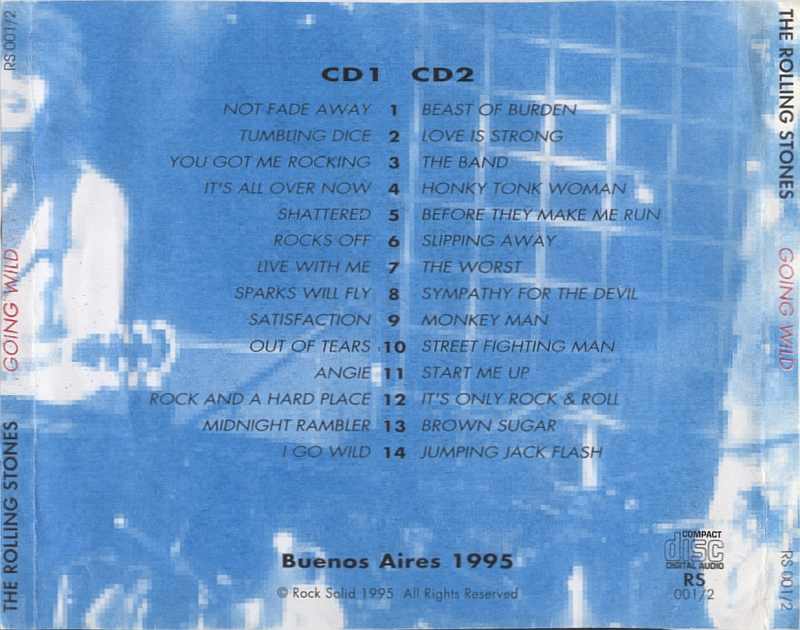 CD1 CD2
NOT FADE AWAY 1 BEAST OF BURDEN
TUMBLING DICE 2 LOVE IS STRONG
YOU GOT ME ROCKING 3 THE BAND
IT'S ALL OVER NOW 4 HONKY TONK WOMAN
SHATTERED 5 BEFORE THEY MAKE ME RUN
ROCKS OFF 6 SLIPPING AWAY
LIVE WITH ME 7 THE WORST
SPARKS WILL FLY 8 SYMPATHY FOR THE DEVIL
SATISFACTION 9 MONKEY MAN
OUT OF TEARS 10 STREET FIGHTING MAN
ANGIE 11 START ME UP
ROCK AND A HARD PLACE 12 IT'S ONLY ROCK & ROLL
MIDNIGHT RAMBLER 13 BROWN SUGAR
I GO WILD 14 JUMPING JACK FLASH
Buenos Aires 1995
© Rock Solid 1995 All Rights Reserved
COMPACT
disc
DIGITAL AUDIO
RS
001/2
THE ROLLING STONES GOING WILD RS 001/2
THE ROLLING STONES GOING WILD RS 001/2